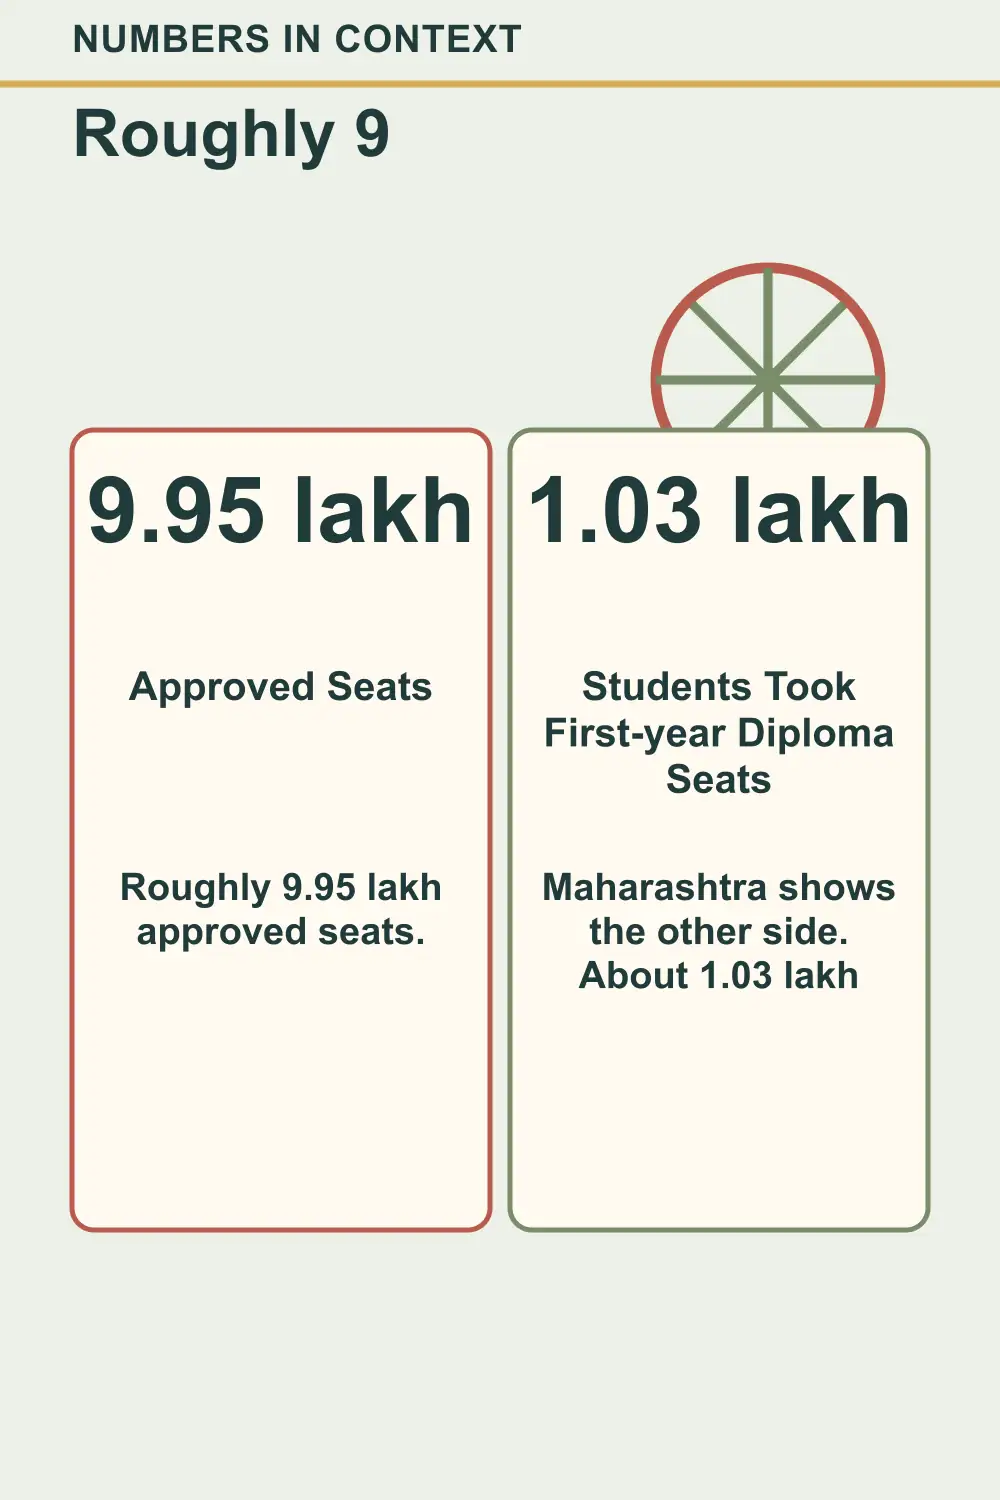 NUMBERS IN CONTEXT
Roughly 9
9.95 lakh
Approved Seats
Roughly 9.95 lakh
approved seats.
1.03 lakh
Students Took
First-year Diploma
Seats
Maharashtra shows
the other side.
About 1.03 lakh